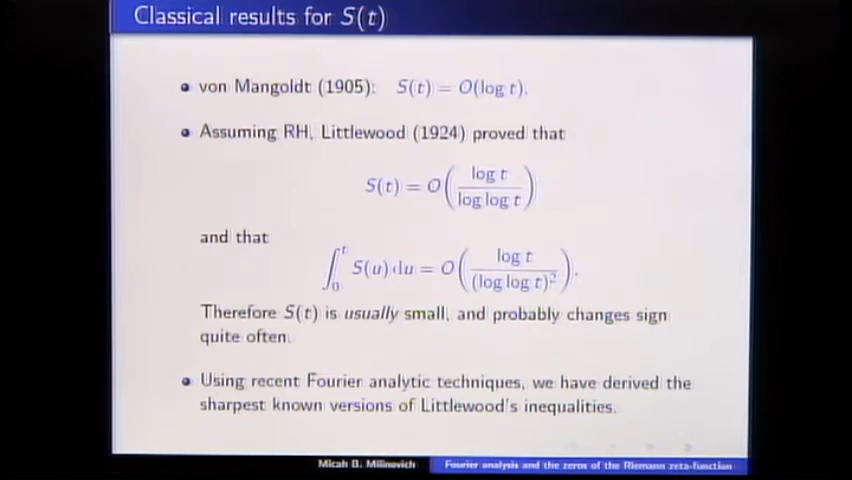 Classical results for S(t)
• von Mangoldt (1905): S(t) = O(log t).
• Assuming RH, Littlewood (1924) proved that
S(t) = O(log t / log log t)
and that
∫₀ᵗ S(u) du = O(log t / (log log t)²).
Therefore S(t) is usually small, and probably changes sign
quite often.
• Using recent Fourier analytic techniques, we have derived the
sharpest known versions of Littlewood's inequalities.
Micah B. Milinovich Fourier analysis and the zeros of the Riemann zeta-function